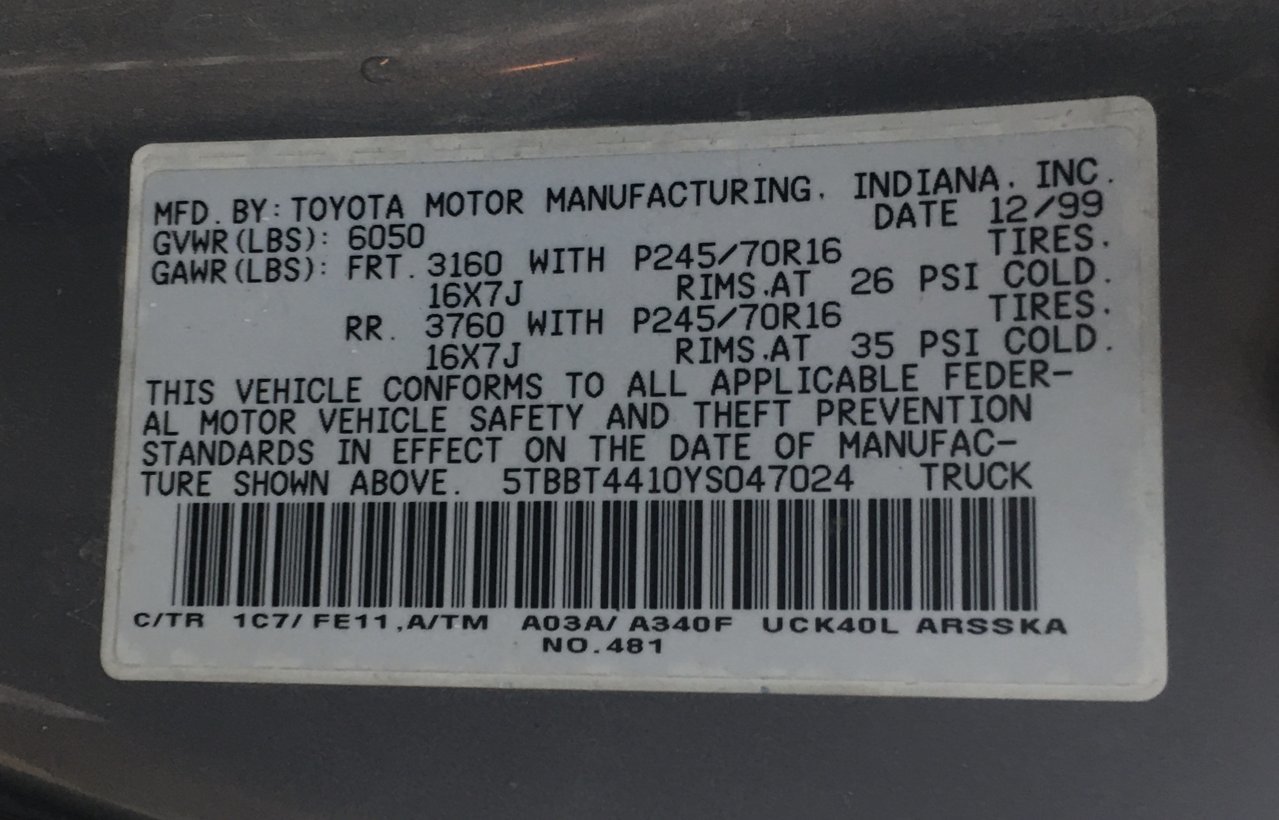 MFD. BY: TOYOTA MOTOR MANUFACTURING, INDIANA, INC.
DATE 12/99
GVWR(LBS): 6050
GAWR(LBS): FRT. 3160 WITH P245/70R16 TIRES.
16X7J RIMS.AT 26 PSI COLD.
RR. 3760 WITH P245/70R16 TIRES.
16X7J RIMS.AT 35 PSI COLD.
THIS VEHICLE CONFORMS TO ALL APPLICABLE FEDER-
AL MOTOR VEHICLE SAFETY AND THEFT PREVENTION
STANDARDS IN EFFECT ON THE DATE OF MANUFAC-
TURE SHOWN ABOVE. 5TBBT4410YS047024 TRUCK
C/TR 1C7/FE11,A/TM A03A/A340F UCK40L ARSSKA
NO.481